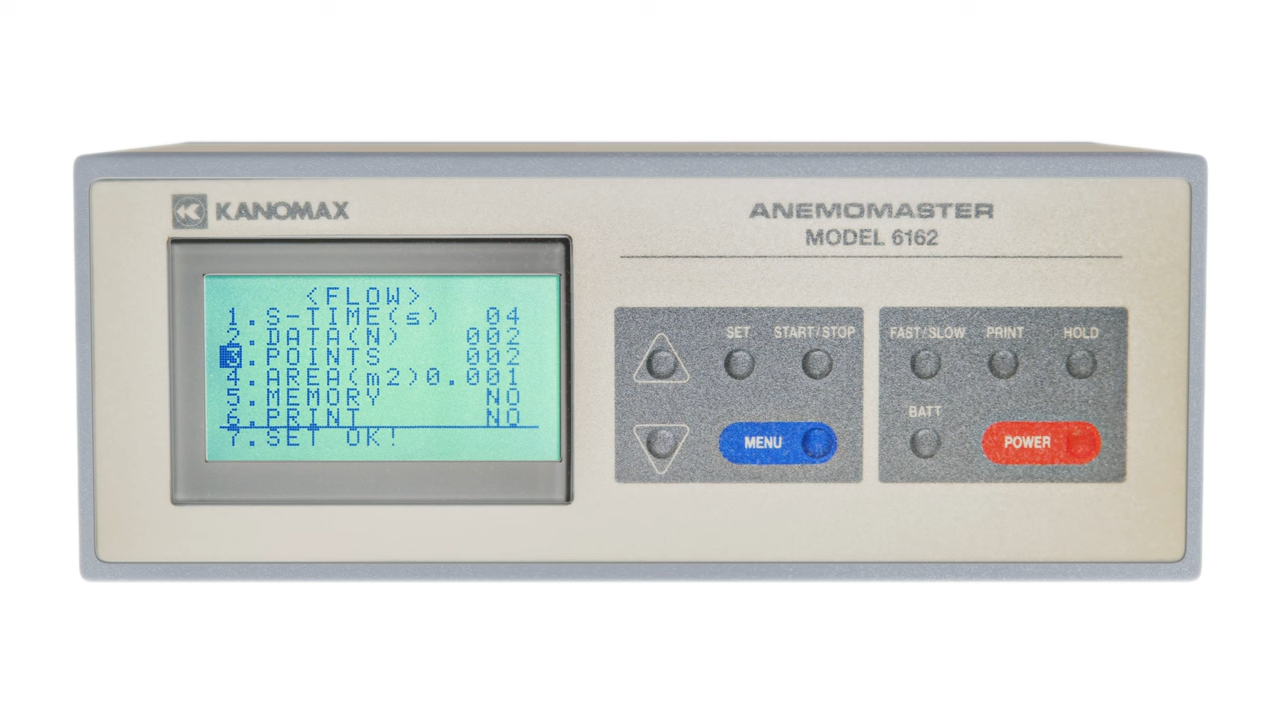 KANOMAX
ANEMOMASTER
MODEL 6162
<FLOW>
1.S-TIME(s) 04
2.DATA(N) 002
3.POINTS 002
4.AREA(m2)0.001
5.MEMORY NO
6.PRINT NO
7.SET OK!
SET START/STOP
MENU
FAST/SLOW PRINT HOLD
BATT
POWER